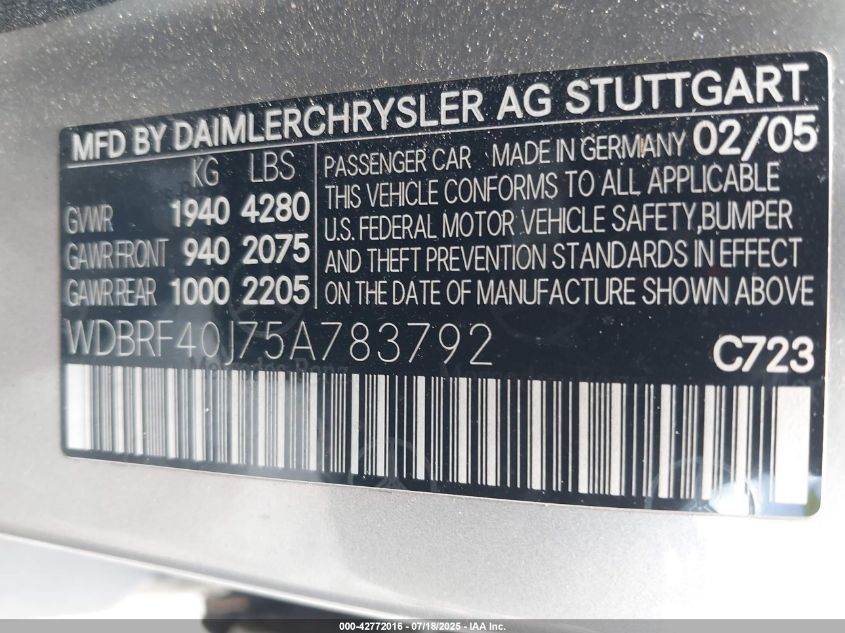 MFD BY DAIMLERCHRYSLER AG STUTTGART
KG LBS
GVWR 1940 4280
GAWR FRONT 940 2075
GAWR REAR 1000 2205
PASSENGER CAR MADE IN GERMANY 02/05
THIS VEHICLE CONFORMS TO ALL APPLICABLE
U.S. FEDERAL MOTOR VEHICLE SAFETY, BUMPER
AND THEFT PREVENTION STANDARDS IN EFFECT
ON THE DATE OF MANUFACTURE SHOWN ABOVE
WDBRF40J75A783792
C723
000-42772016 - 07/18/2025 - IAA Inc.